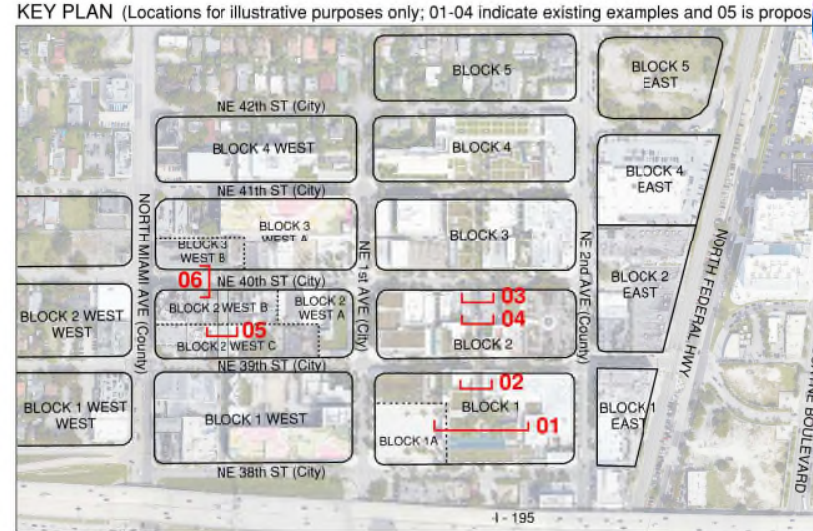 KEY PLAN (Locations for illustrative purposes only; 01-04 indicate existing examples and 05 is propos
BLOCK 5
BLOCK 5
EAST
NE 42th ST (City)
BLOCK 4 WEST
BLOCK 4
BLOCK 4
EAST
NE 41th ST (City)
NORTH MIAMI AVE (County)
BLOCK 3
WEST A
BLOCK 3
WEST B
NE 1st AVE (City)
BLOCK 3
NE 2nd AVE (County)
NORTH FEDERAL HWY
06
NE 40th ST (City)
BLOCK 2 WEST
WEST
BLOCK 2 WEST B
BLOCK 2
WEST A
05
BLOCK 2 WEST C
03
04
BLOCK 2
BLOCK 2
EAST
NE 39th ST (City)
BLOCK 1 WEST
WEST
BLOCK 1 WEST
02
BLOCK 1
01
BLOCK 1A
BLOCK 1
EAST
BOULEVARD
NE 38th ST (City)
I - 195